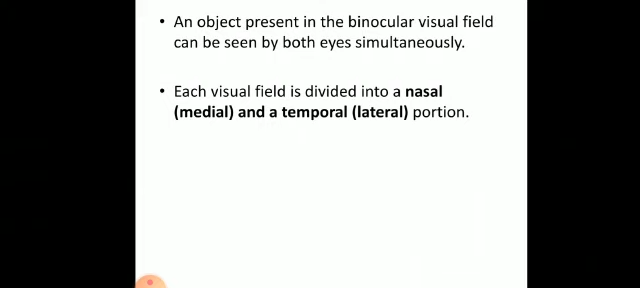 • An object present in the binocular visual field
can be seen by both eyes simultaneously.
• Each visual field is divided into a nasal
(medial) and a temporal (lateral) portion.